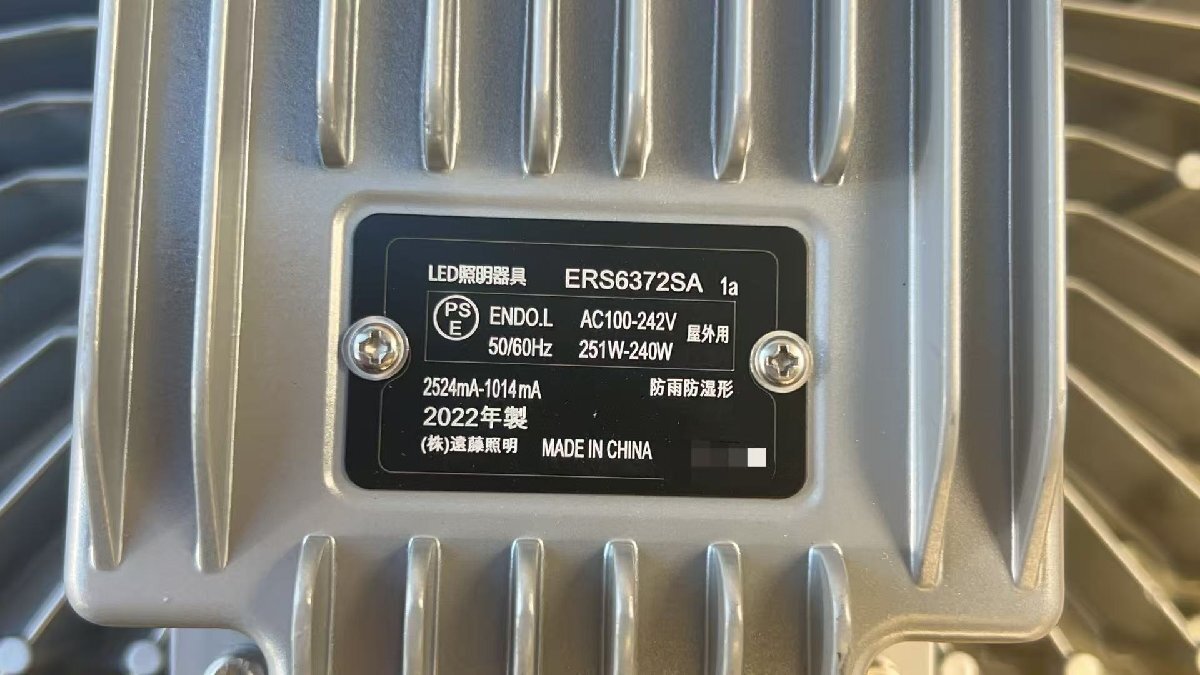 LED照明器具 ERS6372SA 1a
PSE ENDO.L AC100-242V 屋外用
50/60Hz 251W-240W
2524mA-1014mA 防雨防湿形
2022年製
(株)遠藤照明 MADE IN CHINA